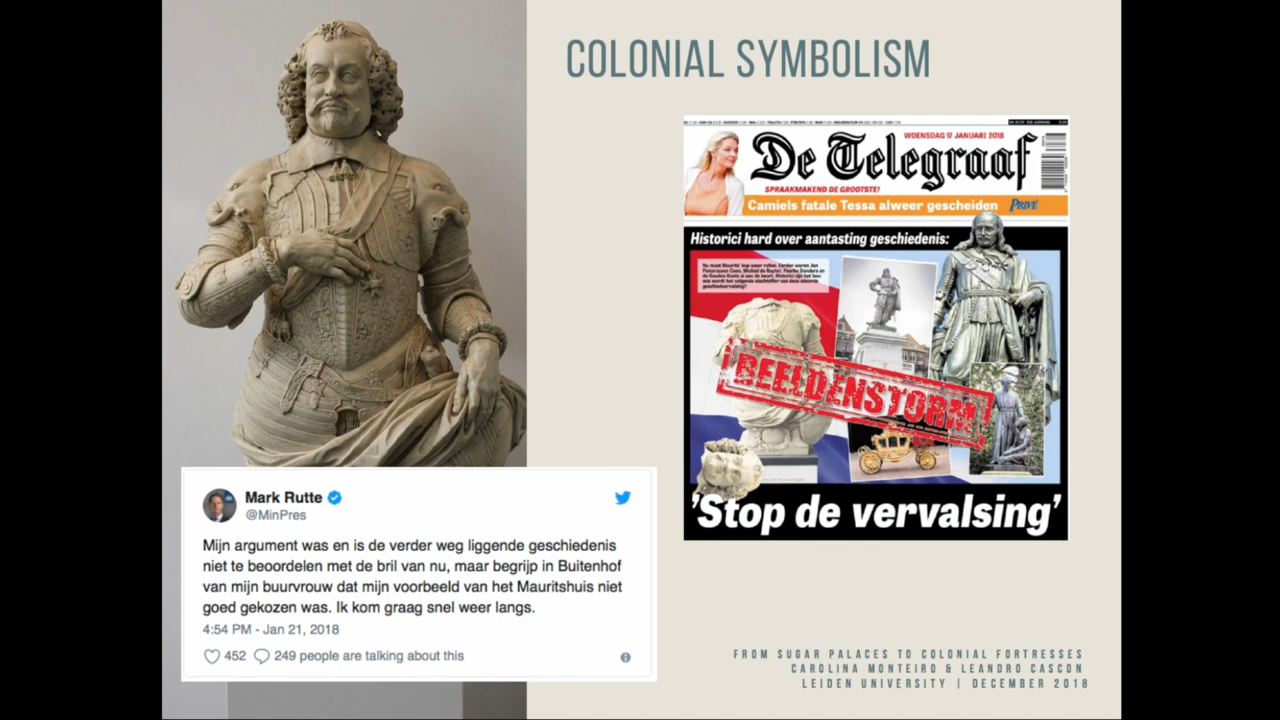 COLONIAL SYMBOLISM
WOENSDAG 17 JANUARI 2018
De Telegraaf
SPRAAKMAKEND DE GROOTSTE!
Camiels fatale Tessa alweer gescheiden PRIVÉ
Historici hard over aantasting geschiedenis:
BEELDENSTORM
'Stop de vervalsing'
Mark Rutte
@MinPres
Mijn argument was en is de verder weg liggende geschiedenis
niet te beoordelen met de bril van nu, maar begrijp in Buitenhof
van mijn buurvrouw dat mijn voorbeeld van het Mauritshuis niet
goed gekozen was. Ik kom graag snel weer langs.
4:54 PM - Jan 21, 2018
452 249 people are talking about this
FROM SUGAR PALACES TO COLONIAL FORTRESSES
CAROLINA MONTEIRO & LEANDRO CASCON
LEIDEN UNIVERSITY | DECEMBER 2018